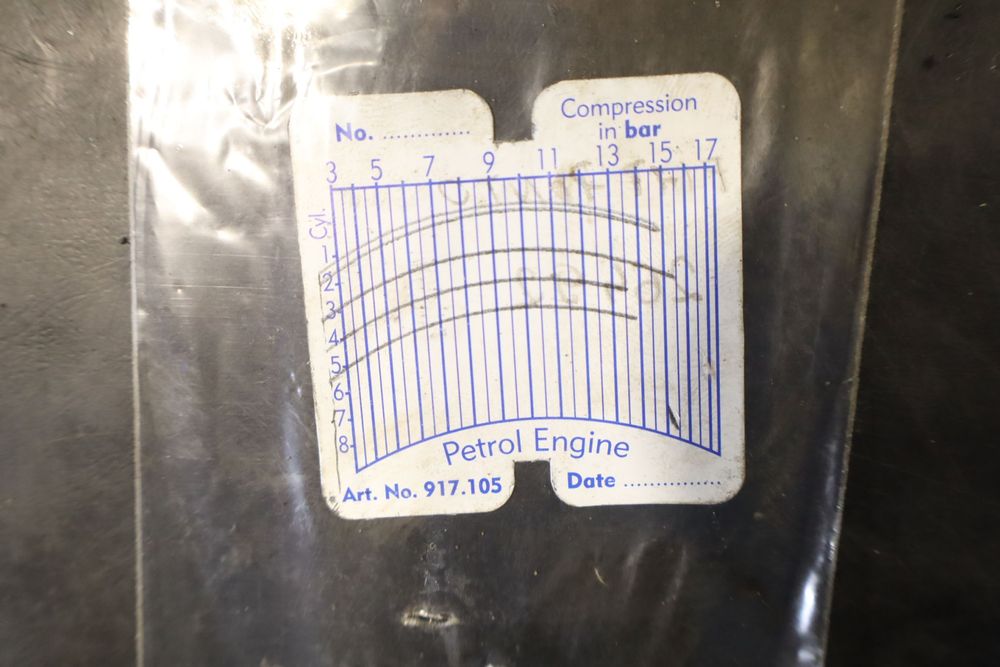 No. ..............
Compression
in bar
3 5 7 9 11 13 15 17
Cyl.
1
2
3
4
5
6
7
8
Petrol Engine
Art. No. 917.105
Date ................